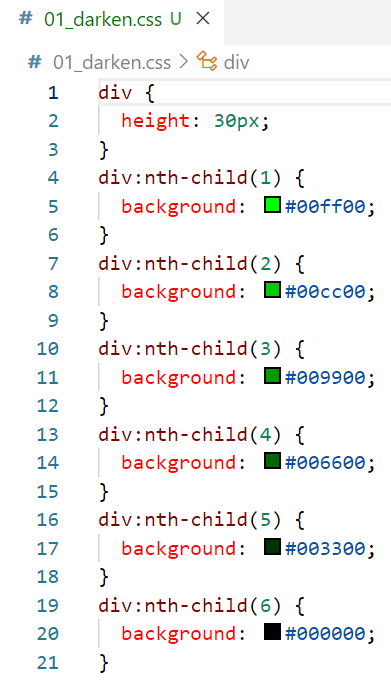 # 01_darken.css U ×
# 01_darken.css > div
1 div {
2   height: 30px;
3 }
4 div:nth-child(1) {
5   background: #00ff00;
6 }
7 div:nth-child(2) {
8   background: #00cc00;
9 }
10 div:nth-child(3) {
11   background: #009900;
12 }
13 div:nth-child(4) {
14   background: #006600;
15 }
16 div:nth-child(5) {
17   background: #003300;
18 }
19 div:nth-child(6) {
20   background: #000000;
21 }